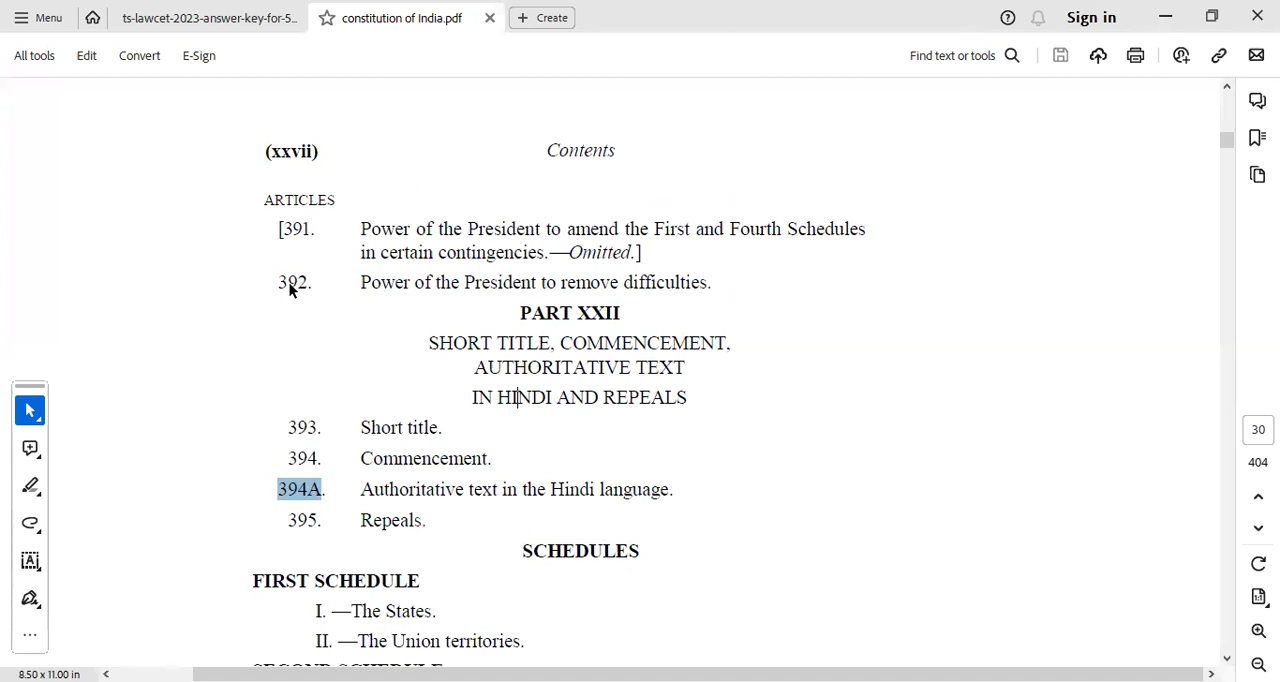 Menu
ts-lawcet-2023-answer-key-for-5...
constitution of India.pdf
Create
Sign in
All tools
Edit
Convert
E-Sign
Find text or tools
(xxvii)
Contents
ARTICLES
[391. Power of the President to amend the First and Fourth Schedules
in certain contingencies.—Omitted.]
392. Power of the President to remove difficulties.
PART XXII
SHORT TITLE, COMMENCEMENT,
AUTHORITATIVE TEXT
IN HINDI AND REPEALS
393. Short title.
394. Commencement.
394A. Authoritative text in the Hindi language.
395. Repeals.
SCHEDULES
FIRST SCHEDULE
I. —The States.
II. —The Union territories.
SECOND SCHEDULE
30
404
8.50 x 11.00 in